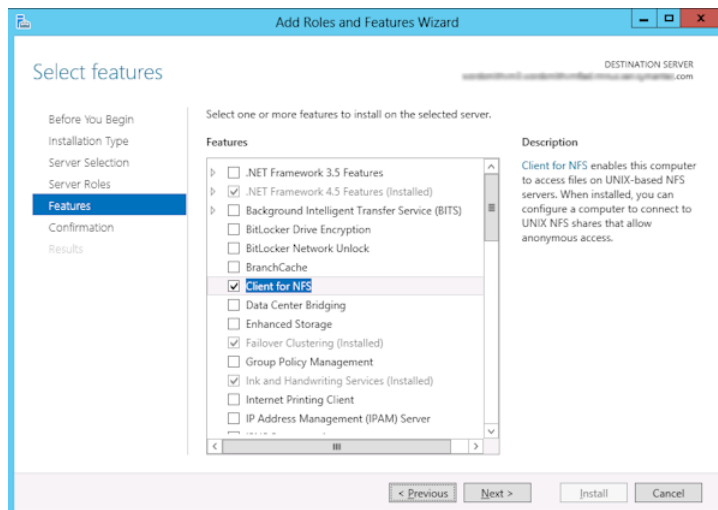 Add Roles and Features Wizard
Select features
DESTINATION SERVER
.com
Before You Begin
Installation Type
Server Selection
Server Roles
Features
Confirmation
Results
Select one or more features to install on the selected server.
Features
.NET Framework 3.5 Features
.NET Framework 4.5 Features (Installed)
Background Intelligent Transfer Service (BITS)
BitLocker Drive Encryption
BitLocker Network Unlock
BranchCache
Client for NFS
Data Center Bridging
Enhanced Storage
Failover Clustering (Installed)
Group Policy Management
Ink and Handwriting Services (Installed)
Internet Printing Client
IP Address Management (IPAM) Server
Description
Client for NFS enables this computer
to access files on UNIX-based NFS
servers. When installed, you can
configure a computer to connect to
UNIX NFS shares that allow
anonymous access.
< Previous
Next >
Install
Cancel